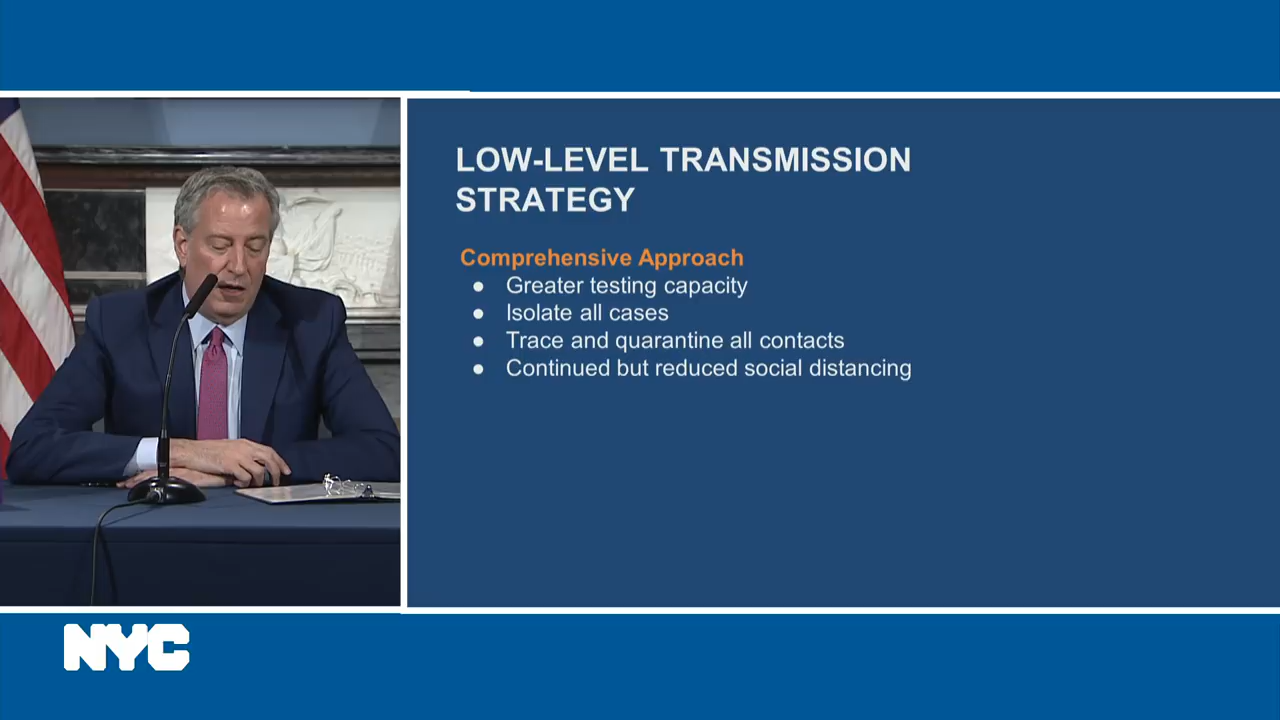 LOW-LEVEL TRANSMISSION
STRATEGY
Comprehensive Approach
● Greater testing capacity
● Isolate all cases
● Trace and quarantine all contacts
● Continued but reduced social distancing
NYC